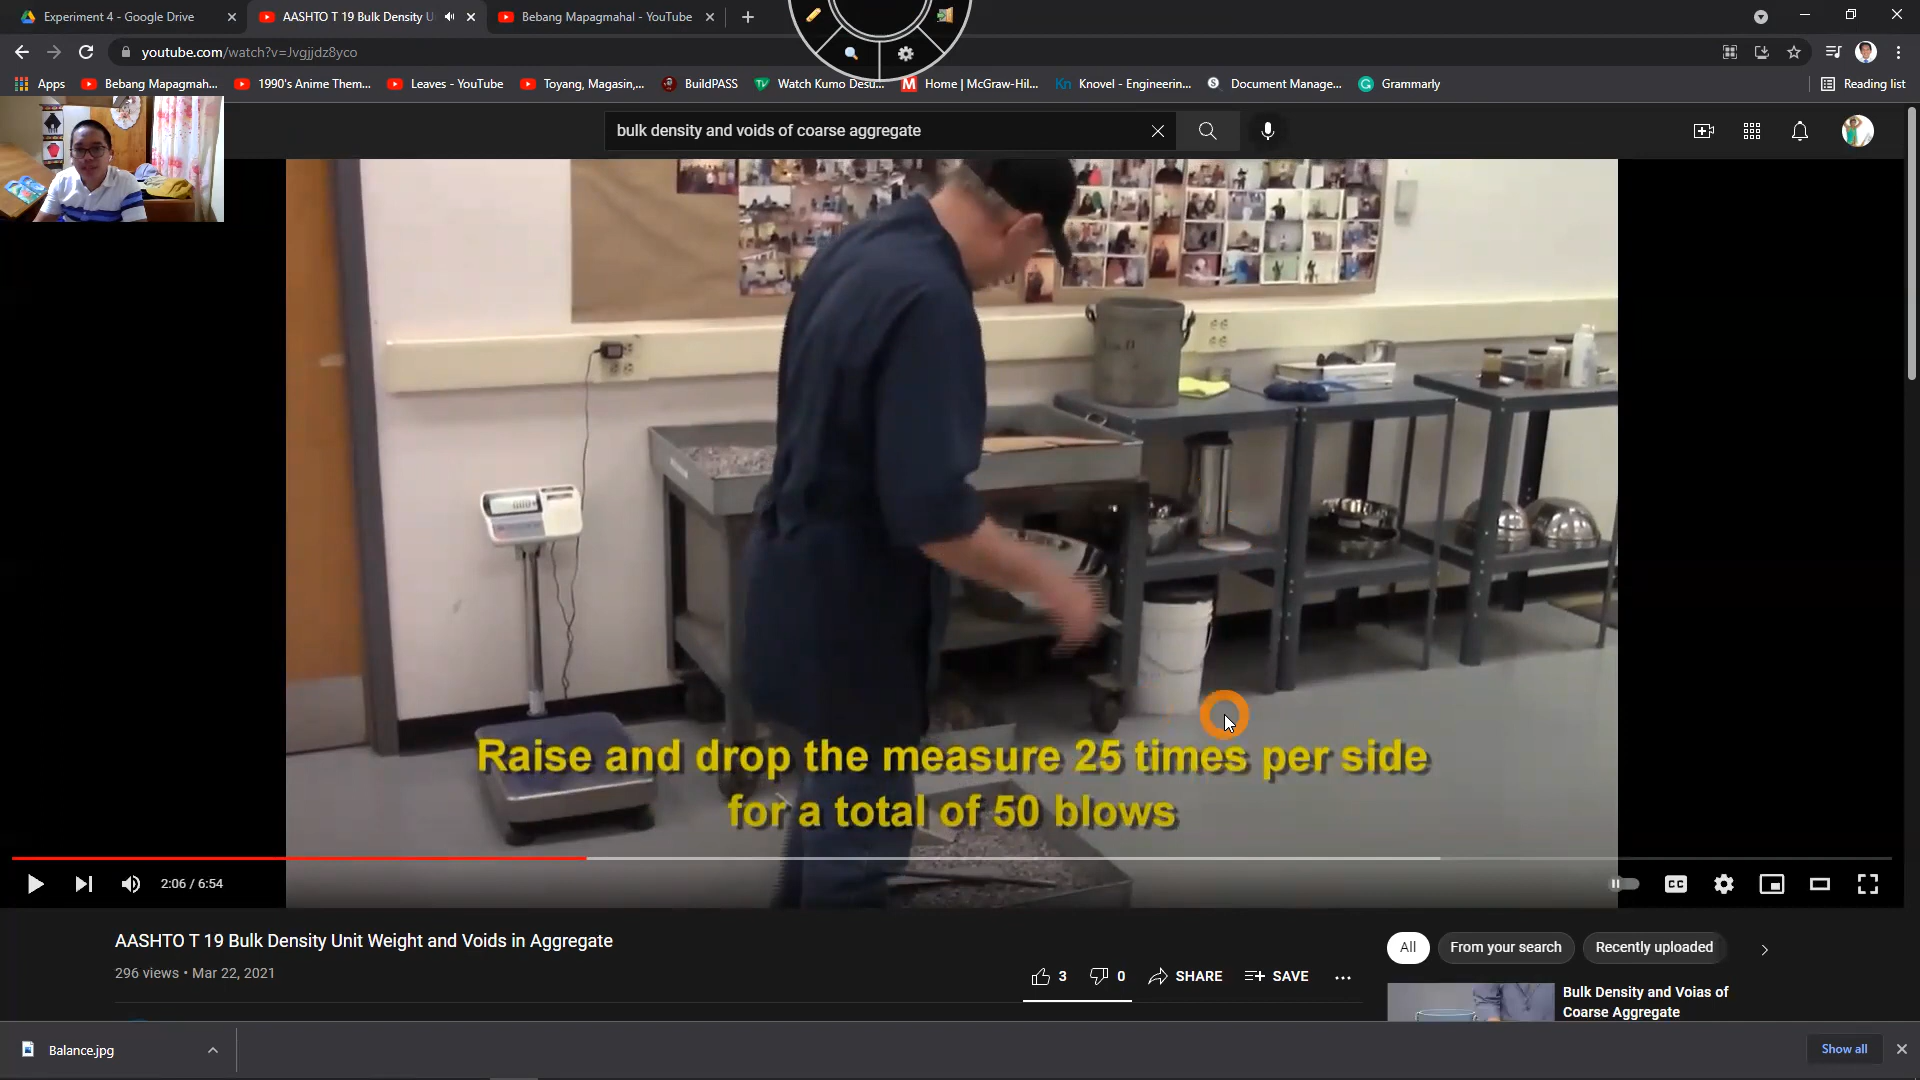 Experiment 4 - Google Drive
AASHTO T 19 Bulk Density U
Bebang Mapagmahal - YouTube
youtube.com/watch?v=Jvgjjdz8yco
Apps
Bebang Mapagmah...
1990's Anime Them...
Leaves - YouTube
Toyang, Magasin,...
BuildPASS
Watch Kumo Desu...
Home | McGraw-Hil...
Kn
Knovel - Engineerin...
Document Manage...
Grammarly
Reading list
bulk density and voids of coarse aggregate
Raise and drop the measure 25 times per side
for a total of 50 blows
2:06 / 6:54
CC
AASHTO T 19 Bulk Density Unit Weight and Voids in Aggregate
296 views • Mar 22, 2021
3
0
SHARE
SAVE
All
From your search
Recently uploaded
Bulk Density and Voias of
Coarse Aggregate
Balance.jpg
Show all